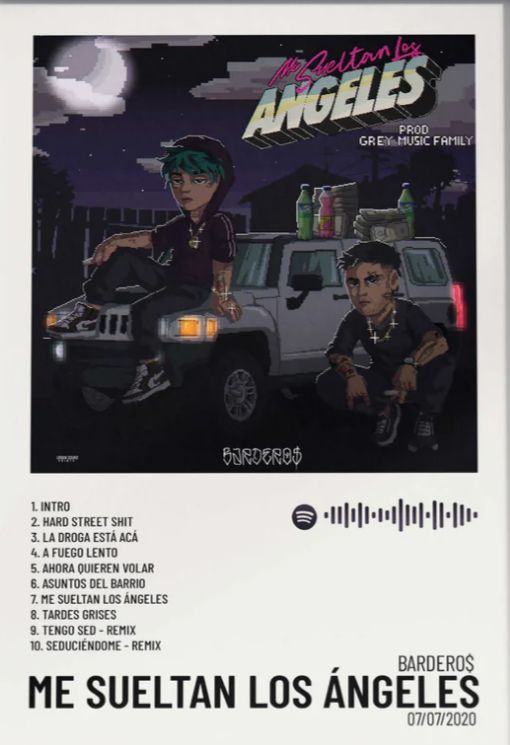 Me Sueltan Los
ANGELES
PROD
GREY MUSIC FAMILY
BARDERO$
1. INTRO
2. HARD STREET SHIT
3. LA DROGA ESTÁ ACÁ
4. A FUEGO LENTO
5. AHORA QUIEREN VOLAR
6. ASUNTOS DEL BARRIO
7. ME SUELTAN LOS ÁNGELES
8. TARDES GRISES
9. TENGO SED - REMIX
10. SEDUCIÉNDOME - REMIX
BARDERO$
ME SUELTAN LOS ÁNGELES
07/07/2020